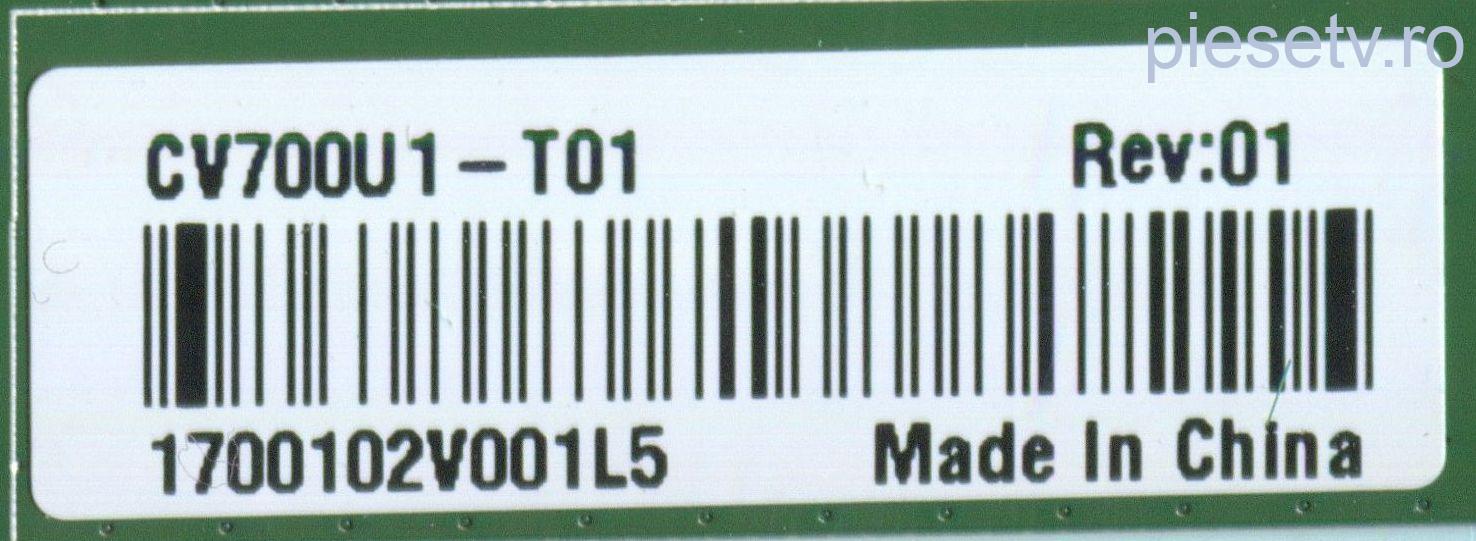 piesetv.ro
CV700U1-T01 Rev:01
1700102V001L5 Made In China